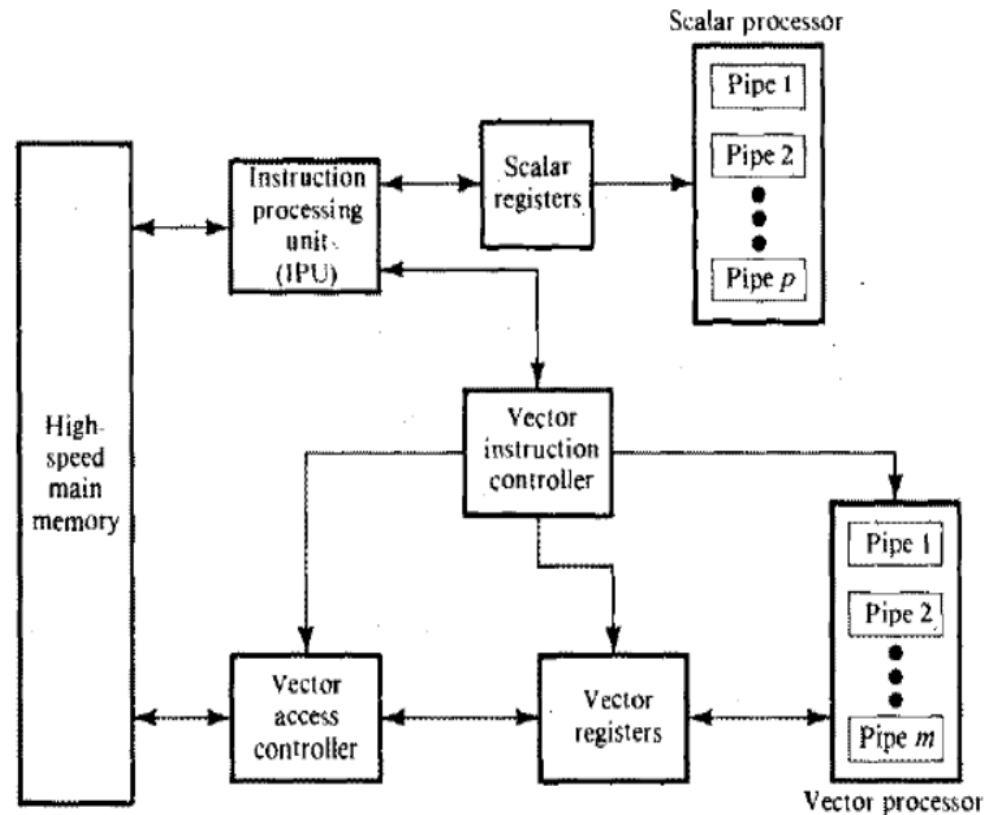 Scalar processor
Pipe 1
Pipe 2
Pipe p
Scalar
registers
Instruction
processing
unit
(IPU)
High-
speed
main
memory
Vector
instruction
controller
Pipe 1
Pipe 2
Pipe m
Vector
access
controller
Vector
registers
Vector processor